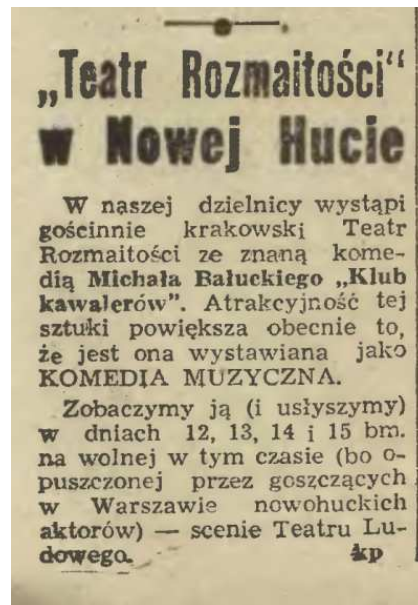 „Teatr Rozmaitości“
w Nowej Hucie
W naszej dzielnicy wystąpi
gościnnie krakowski Teatr
Rozmaitości ze znaną kome-
dią Michała Bałuckiego „Klub
kawalerów”. Atrakcyjność tej
sztuki powiększa obecnie to,
że jest ona wystawiana jako
KOMEDIA MUZYCZNA.
Zobaczymy ją (i usłyszymy)
w dniach 12, 13, 14 i 15 bm.
na wolnej w tym czasie (bo o-
puszczonej przez goszczących
w Warszawie nowohuckich
aktorów) — scenie Teatru Lu-
dowego. kp